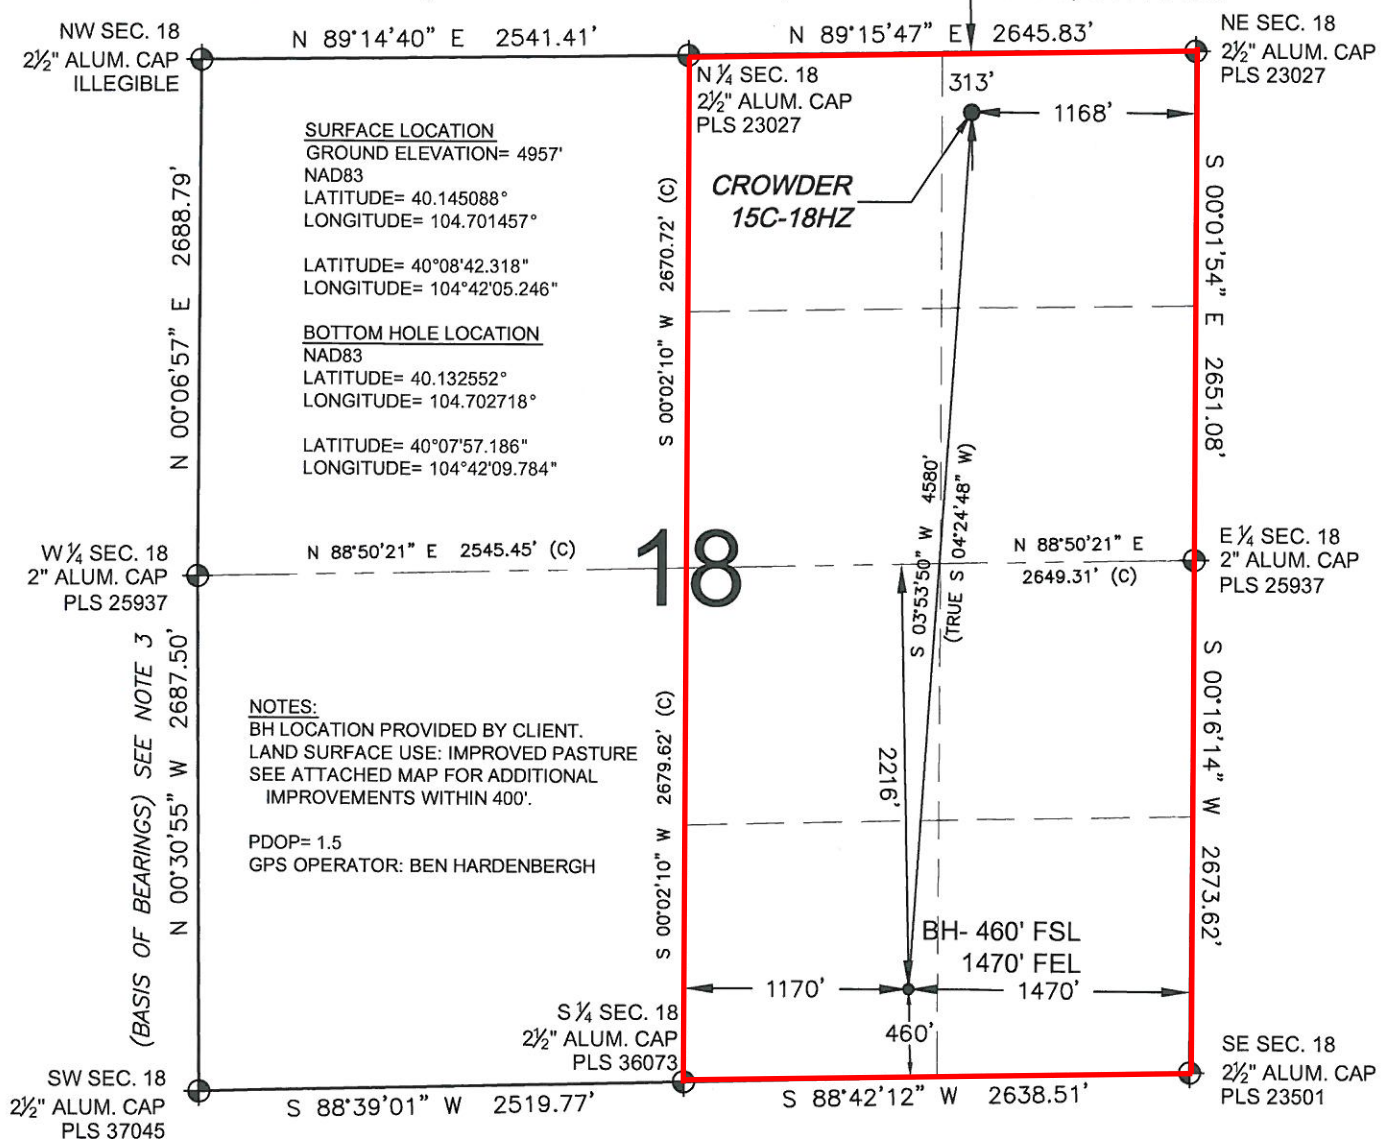 NW SEC. 18
2½" ALUM. CAP
ILLEGIBLE
N 89°14'40" E 2541.41'
N 89°15'47" E 2645.83'
NE SEC. 18
2½" ALUM. CAP
PLS 23027
N ¼ SEC. 18
2½" ALUM. CAP
PLS 23027
313'
1168'
CROWDER
15C-18HZ
SURFACE LOCATION
GROUND ELEVATION= 4957'
NAD83
LATITUDE= 40.145088°
LONGITUDE= 104.701457°
LATITUDE= 40°08'42.318"
LONGITUDE= 104°42'05.246"
BOTTOM HOLE LOCATION
NAD83
LATITUDE= 40.132552°
LONGITUDE= 104.702718°
LATITUDE= 40°07'57.186"
LONGITUDE= 104°42'09.784"
N 00°06'57" E 2688.79'
S 00°02'10" W 2670.72' (C)
S 00°01'54" E 2651.08'
S 03°53'50" W 4580'
(TRUE S 04°24'48" W)
W ¼ SEC. 18
2" ALUM. CAP
PLS 25937
N 88°50'21" E 2545.45' (C)
18
N 88°50'21" E
2649.31' (C)
E ¼ SEC. 18
2" ALUM. CAP
PLS 25937
(BASIS OF BEARINGS) SEE NOTE 3
N 00°30'55" W 2687.50'
NOTES:
BH LOCATION PROVIDED BY CLIENT.
LAND SURFACE USE: IMPROVED PASTURE
SEE ATTACHED MAP FOR ADDITIONAL
IMPROVEMENTS WITHIN 400'.
PDOP= 1.5
GPS OPERATOR: BEN HARDENBERGH
S 00°02'10" W 2679.62' (C)
2216'
S 00°16'14" W 2673.62'
BH- 460' FSL
1470' FEL
1170'
1470'
460'
S ¼ SEC. 18
2½" ALUM. CAP
PLS 36073
SW SEC. 18
2½" ALUM. CAP
PLS 37045
S 88°39'01" W 2519.77'
S 88°42'12" W 2638.51'
SE SEC. 18
2½" ALUM. CAP
PLS 23501